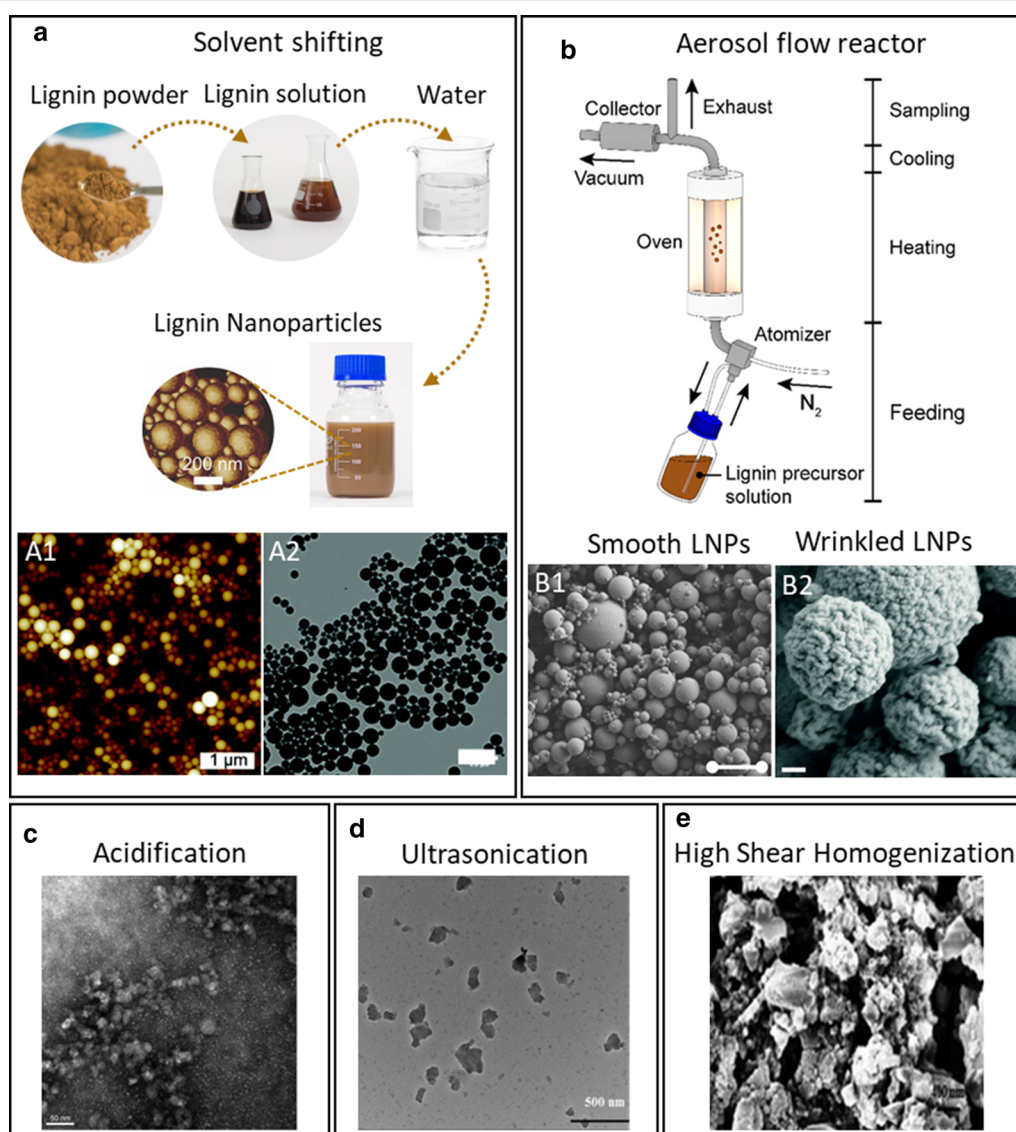 a
Solvent shifting
Lignin powder
Lignin solution
Water
Lignin Nanoparticles
200 nm
200
150
100
50
A1
1 µm
A2
b
Aerosol flow reactor
Collector
Exhaust
Vacuum
Oven
Atomizer
N₂
Lignin precursor
solution
Sampling
Cooling
Heating
Feeding
Smooth LNPs
Wrinkled LNPs
B1
B2
c
Acidification
50 nm
d
Ultrasonication
500 nm
e
High Shear Homogenization